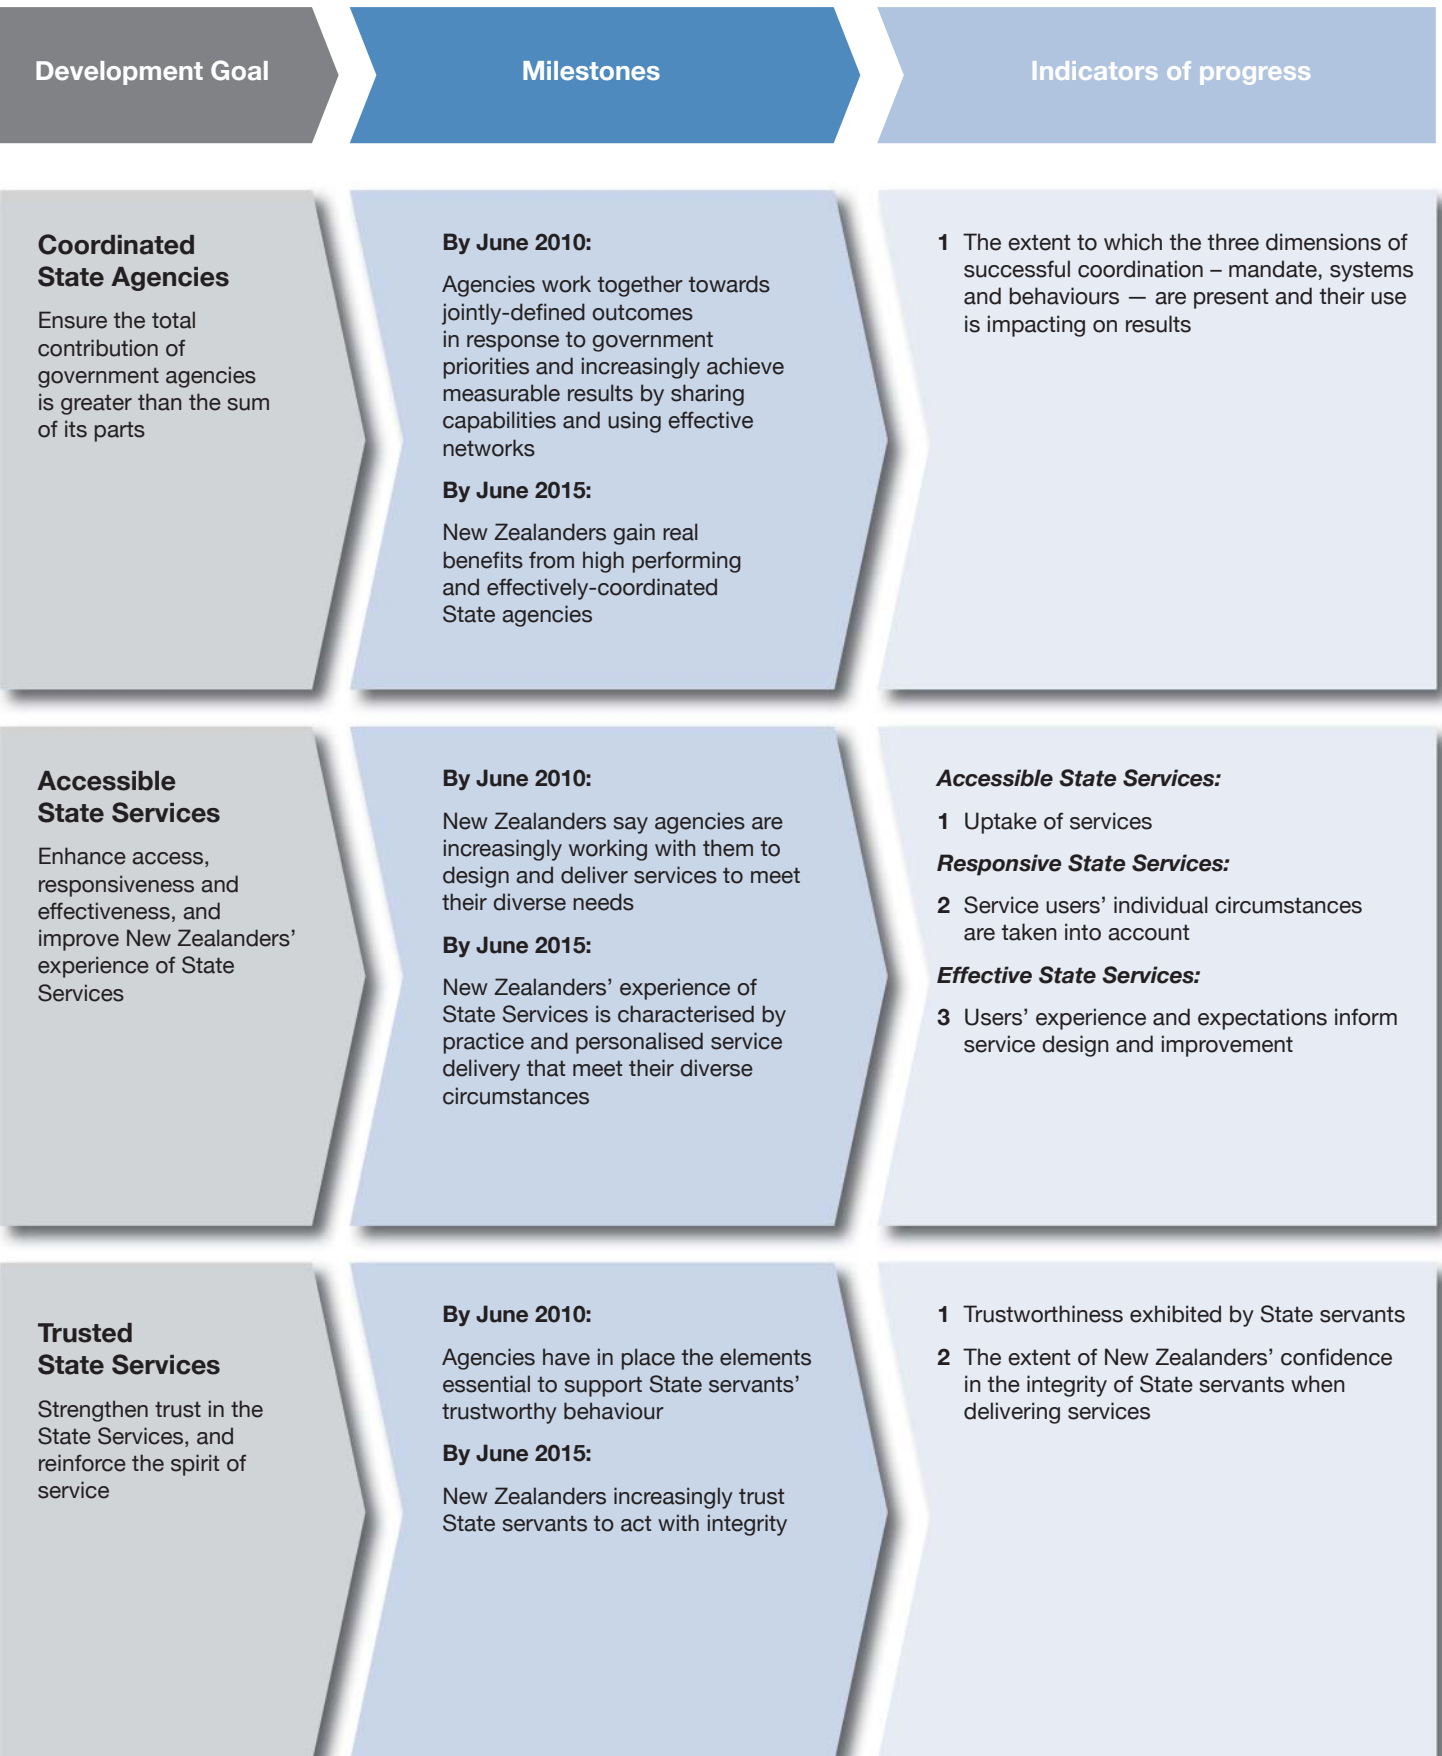 Development Goal
Milestones
Indicators of progress
Coordinated
State Agencies
Ensure the total
contribution of
government agencies
is greater than the sum
of its parts
By June 2010:
Agencies work together towards
jointly-defined outcomes
in response to government
priorities and increasingly achieve
measurable results by sharing
capabilities and using effective
networks
By June 2015:
New Zealanders gain real
benefits from high performing
and effectively-coordinated
State agencies
1 The extent to which the three dimensions of
successful coordination – mandate, systems
and behaviours — are present and their use
is impacting on results
Accessible
State Services
Enhance access,
responsiveness and
effectiveness, and
improve New Zealanders’
experience of State
Services
By June 2010:
New Zealanders say agencies are
increasingly working with them to
design and deliver services to meet
their diverse needs
By June 2015:
New Zealanders’ experience of
State Services is characterised by
practice and personalised service
delivery that meet their diverse
circumstances
Accessible State Services:
1 Uptake of services
Responsive State Services:
2 Service users’ individual circumstances
are taken into account
Effective State Services:
3 Users’ experience and expectations inform
service design and improvement
Trusted
State Services
Strengthen trust in the
State Services, and
reinforce the spirit of
service
By June 2010:
Agencies have in place the elements
essential to support State servants’
trustworthy behaviour
By June 2015:
New Zealanders increasingly trust
State servants to act with integrity
1 Trustworthiness exhibited by State servants
2 The extent of New Zealanders’ confidence
in the integrity of State servants when
delivering services